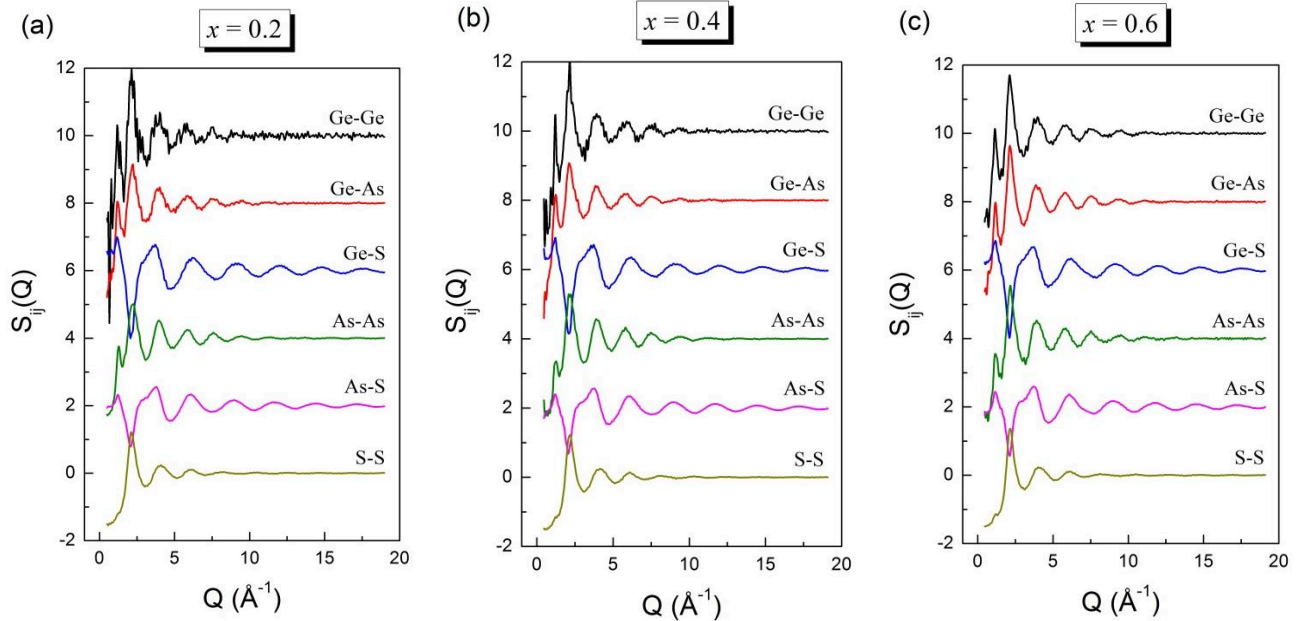 (a)
x = 0.2
12
10
8
6
4
2
0
-2
Sij(Q)
Ge-Ge
Ge-As
Ge-S
As-As
As-S
S-S
0 5 10 15 20
Q (Å-1)
(b)
x = 0.4
12
10
8
6
4
2
0
-2
Sij(Q)
Ge-Ge
Ge-As
Ge-S
As-As
As-S
S-S
0 5 10 15 20
Q (Å-1)
(c)
x = 0.6
12
10
8
6
4
2
0
-2
Sij(Q)
Ge-Ge
Ge-As
Ge-S
As-As
As-S
S-S
0 5 10 15 20
Q (Å-1)